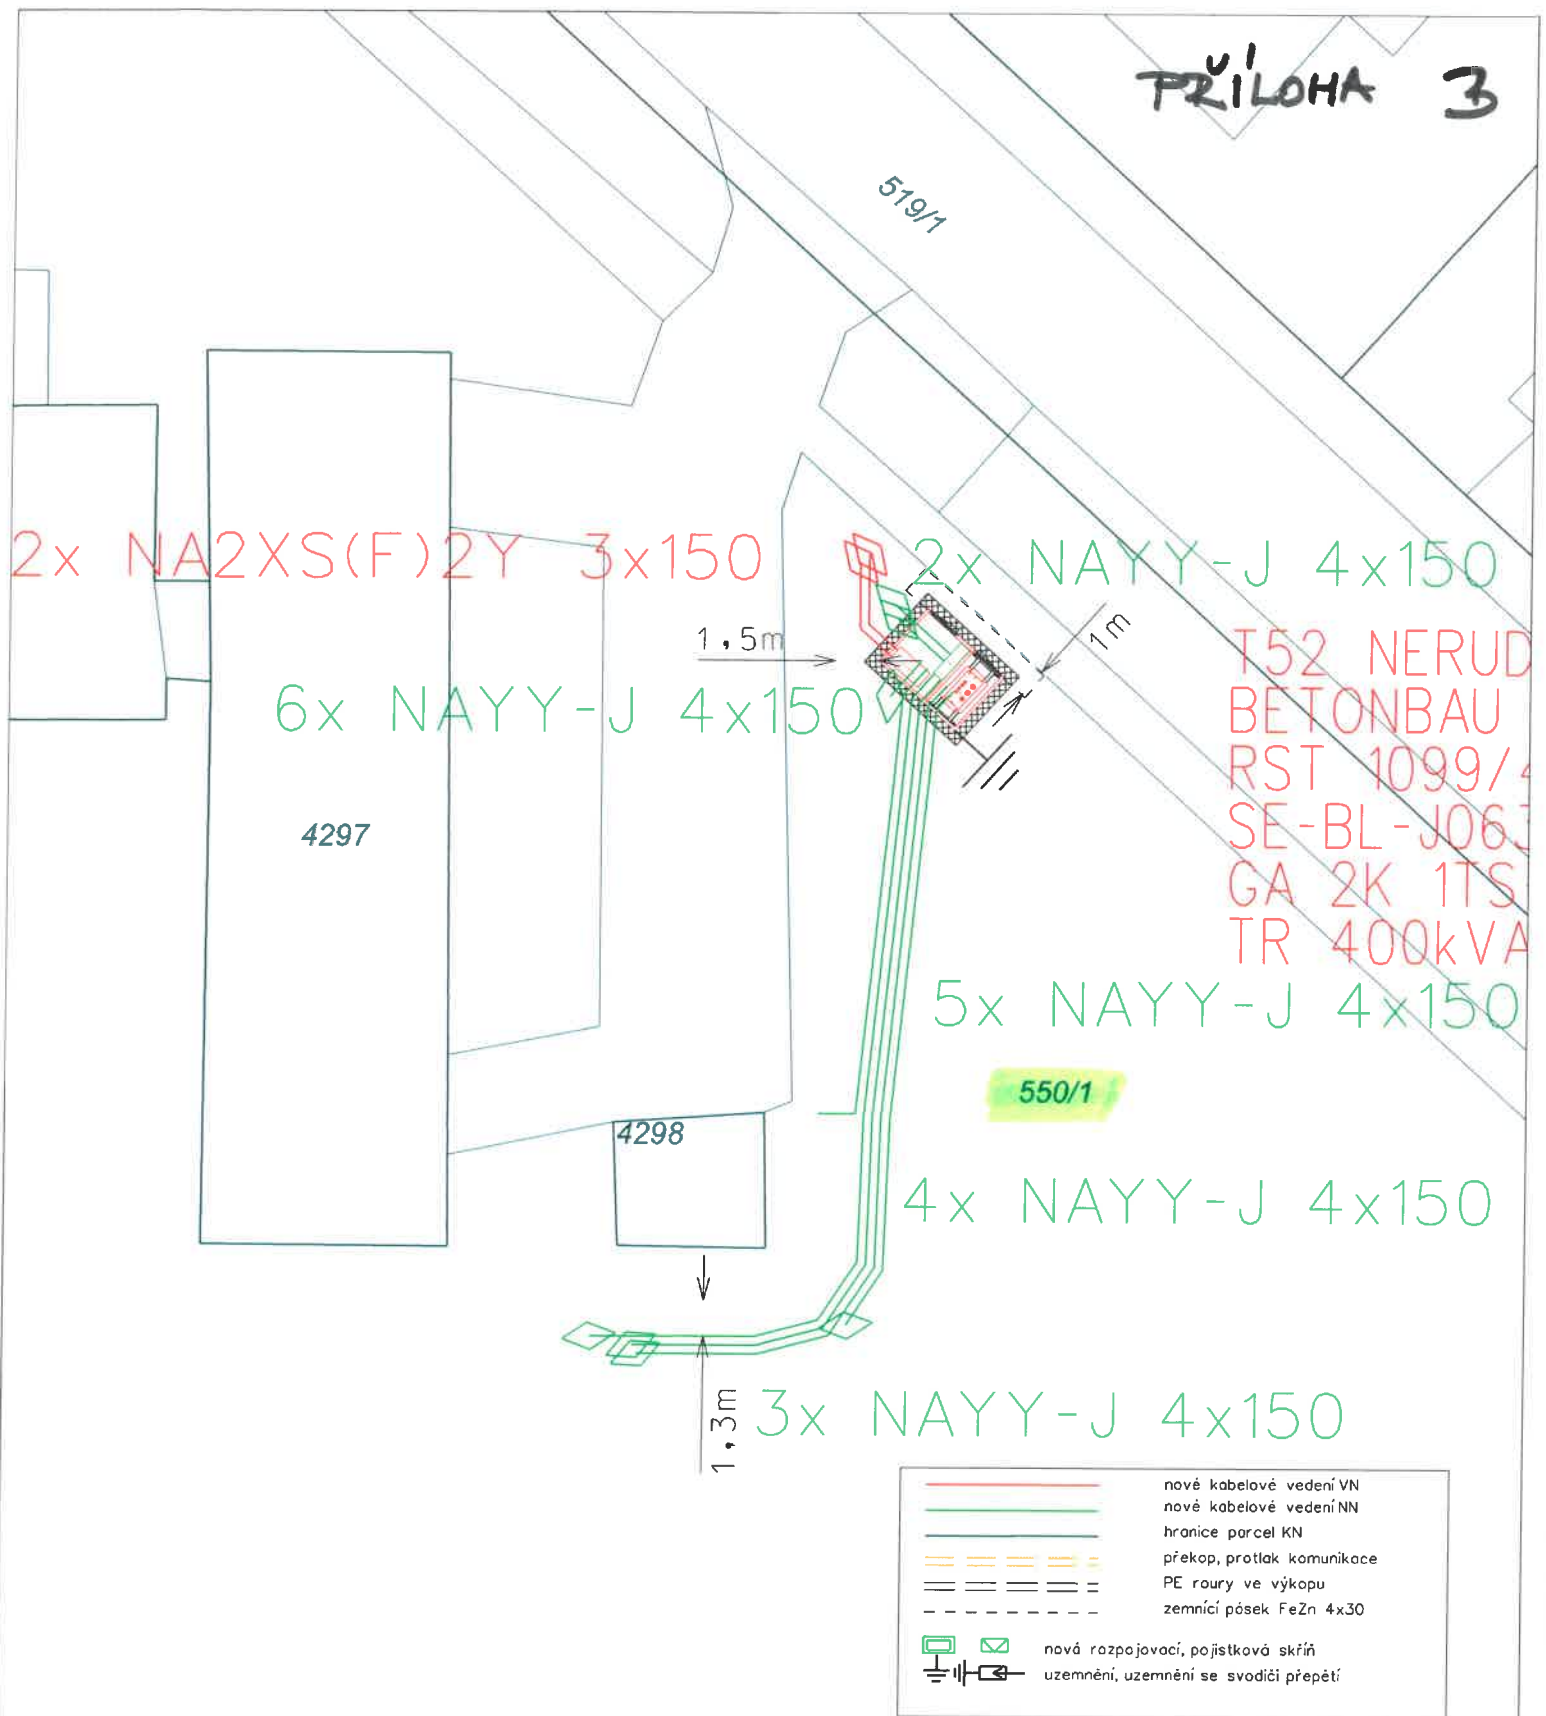 PŘÍLOHA 3
519/1
2x NA2XS(F)2Y 3x150
2x NAYY-J 4x150
1,5m
1m
6x NAYY-J 4x150
T52 NERUD
BETONBAU
RST 1099/4
SE-BL-J06
GA 2K 1TS
TR 400kVA
4297
5x NAYY-J 4x150
550/1
4298
4x NAYY-J 4x150
1,3m
3x NAYY-J 4x150
nové kabelové vedení VN
nové kabelové vedení NN
hranice parcel KN
překop, protlak komunikace
PE roury ve výkopu
zemnící pásek FeZn 4x30
nová rozpojovací, pojistková skříň
uzemnění, uzemnění se svodiči přepětí